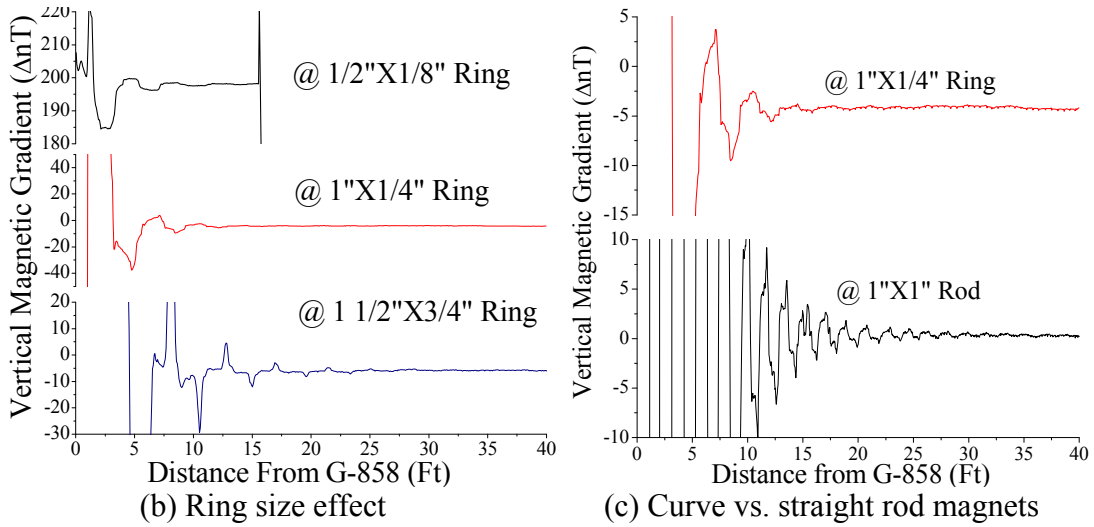 Vertical Magnetic Gradient (ΔnT)
220
210
200
190
180
@ 1/2"X1/8" Ring
40
20
0
-20
-40
@ 1"X1/4" Ring
20
10
0
-10
-20
-30
@ 1 1/2"X3/4" Ring
0 5 10 15 20 25 30 35 40
Distance From G-858 (Ft)
(b) Ring size effect
Vertical Magnetic Gradient (ΔnT)
5
0
-5
-10
-15
@ 1"X1/4" Ring
10
5
0
-5
-10
@ 1"X1" Rod
0 5 10 15 20 25 30 35 40
Distance from G-858 (Ft)
(c) Curve vs. straight rod magnets